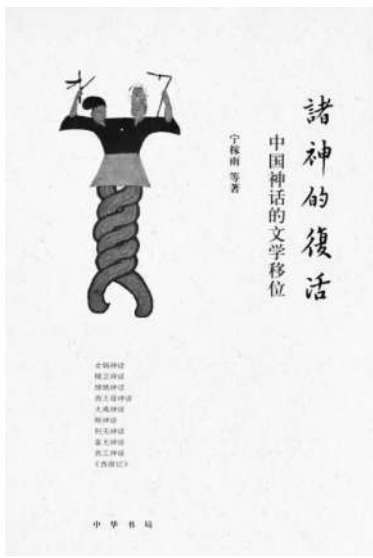 諸神的復活
中国神话的文学移位
宁稼雨 等著
女娲神话
精卫神话
嫦娥神话
西王母神话
大禹神话
刑天神话
蚩尤神话
共工神话
《西游记》
中华书局